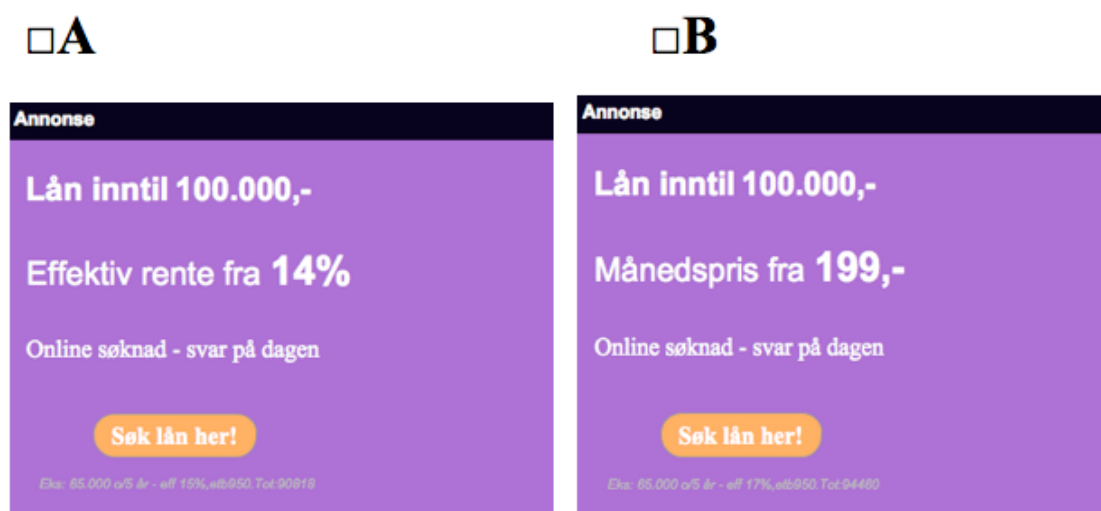 □A
□B
Annonse
Lån inntil 100.000,-
Effektiv rente fra 14%
Online søknad - svar på dagen
Søk lån her!
Eks: 65.000 o/5 år - eff 15%,etb950.Tot:90918
Annonse
Lån inntil 100.000,-
Månedspris fra 199,-
Online søknad - svar på dagen
Søk lån her!
Eks: 65.000 o/5 år - eff 17%,etb950.Tot:94460